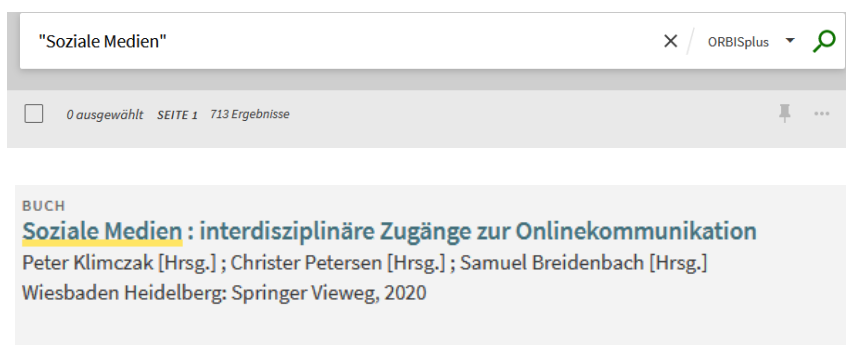 "Soziale Medien" ORBISplus
0 ausgewählt SEITE 1 713 Ergebnisse
BUCH
Soziale Medien : interdisziplinäre Zugänge zur Onlinekommunikation
Peter Klimczak [Hrsg.] ; Christer Petersen [Hrsg.] ; Samuel Breidenbach [Hrsg.]
Wiesbaden Heidelberg: Springer Vieweg, 2020